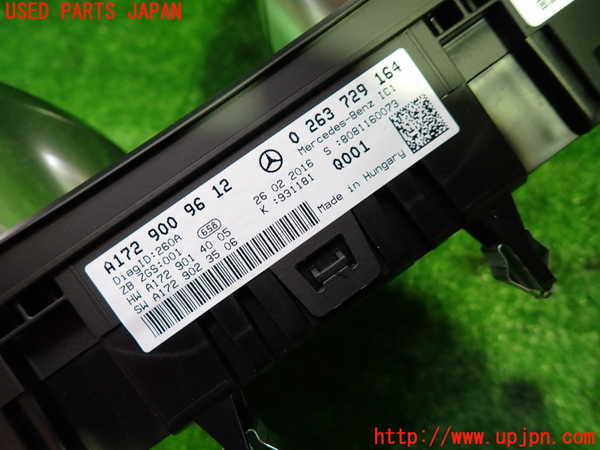 USED PARTS JAPAN
0 263 729 164
Mercedes-Benz IC1
S :8081160073
26 02 2016
K :931181
Q001
Made in Hungary
A172 900 96 12
DiagID:260A
658
ZB ZGS:001
HW A172 901 40 05
SW A172 902 35 06
http://www.upjpn.com/